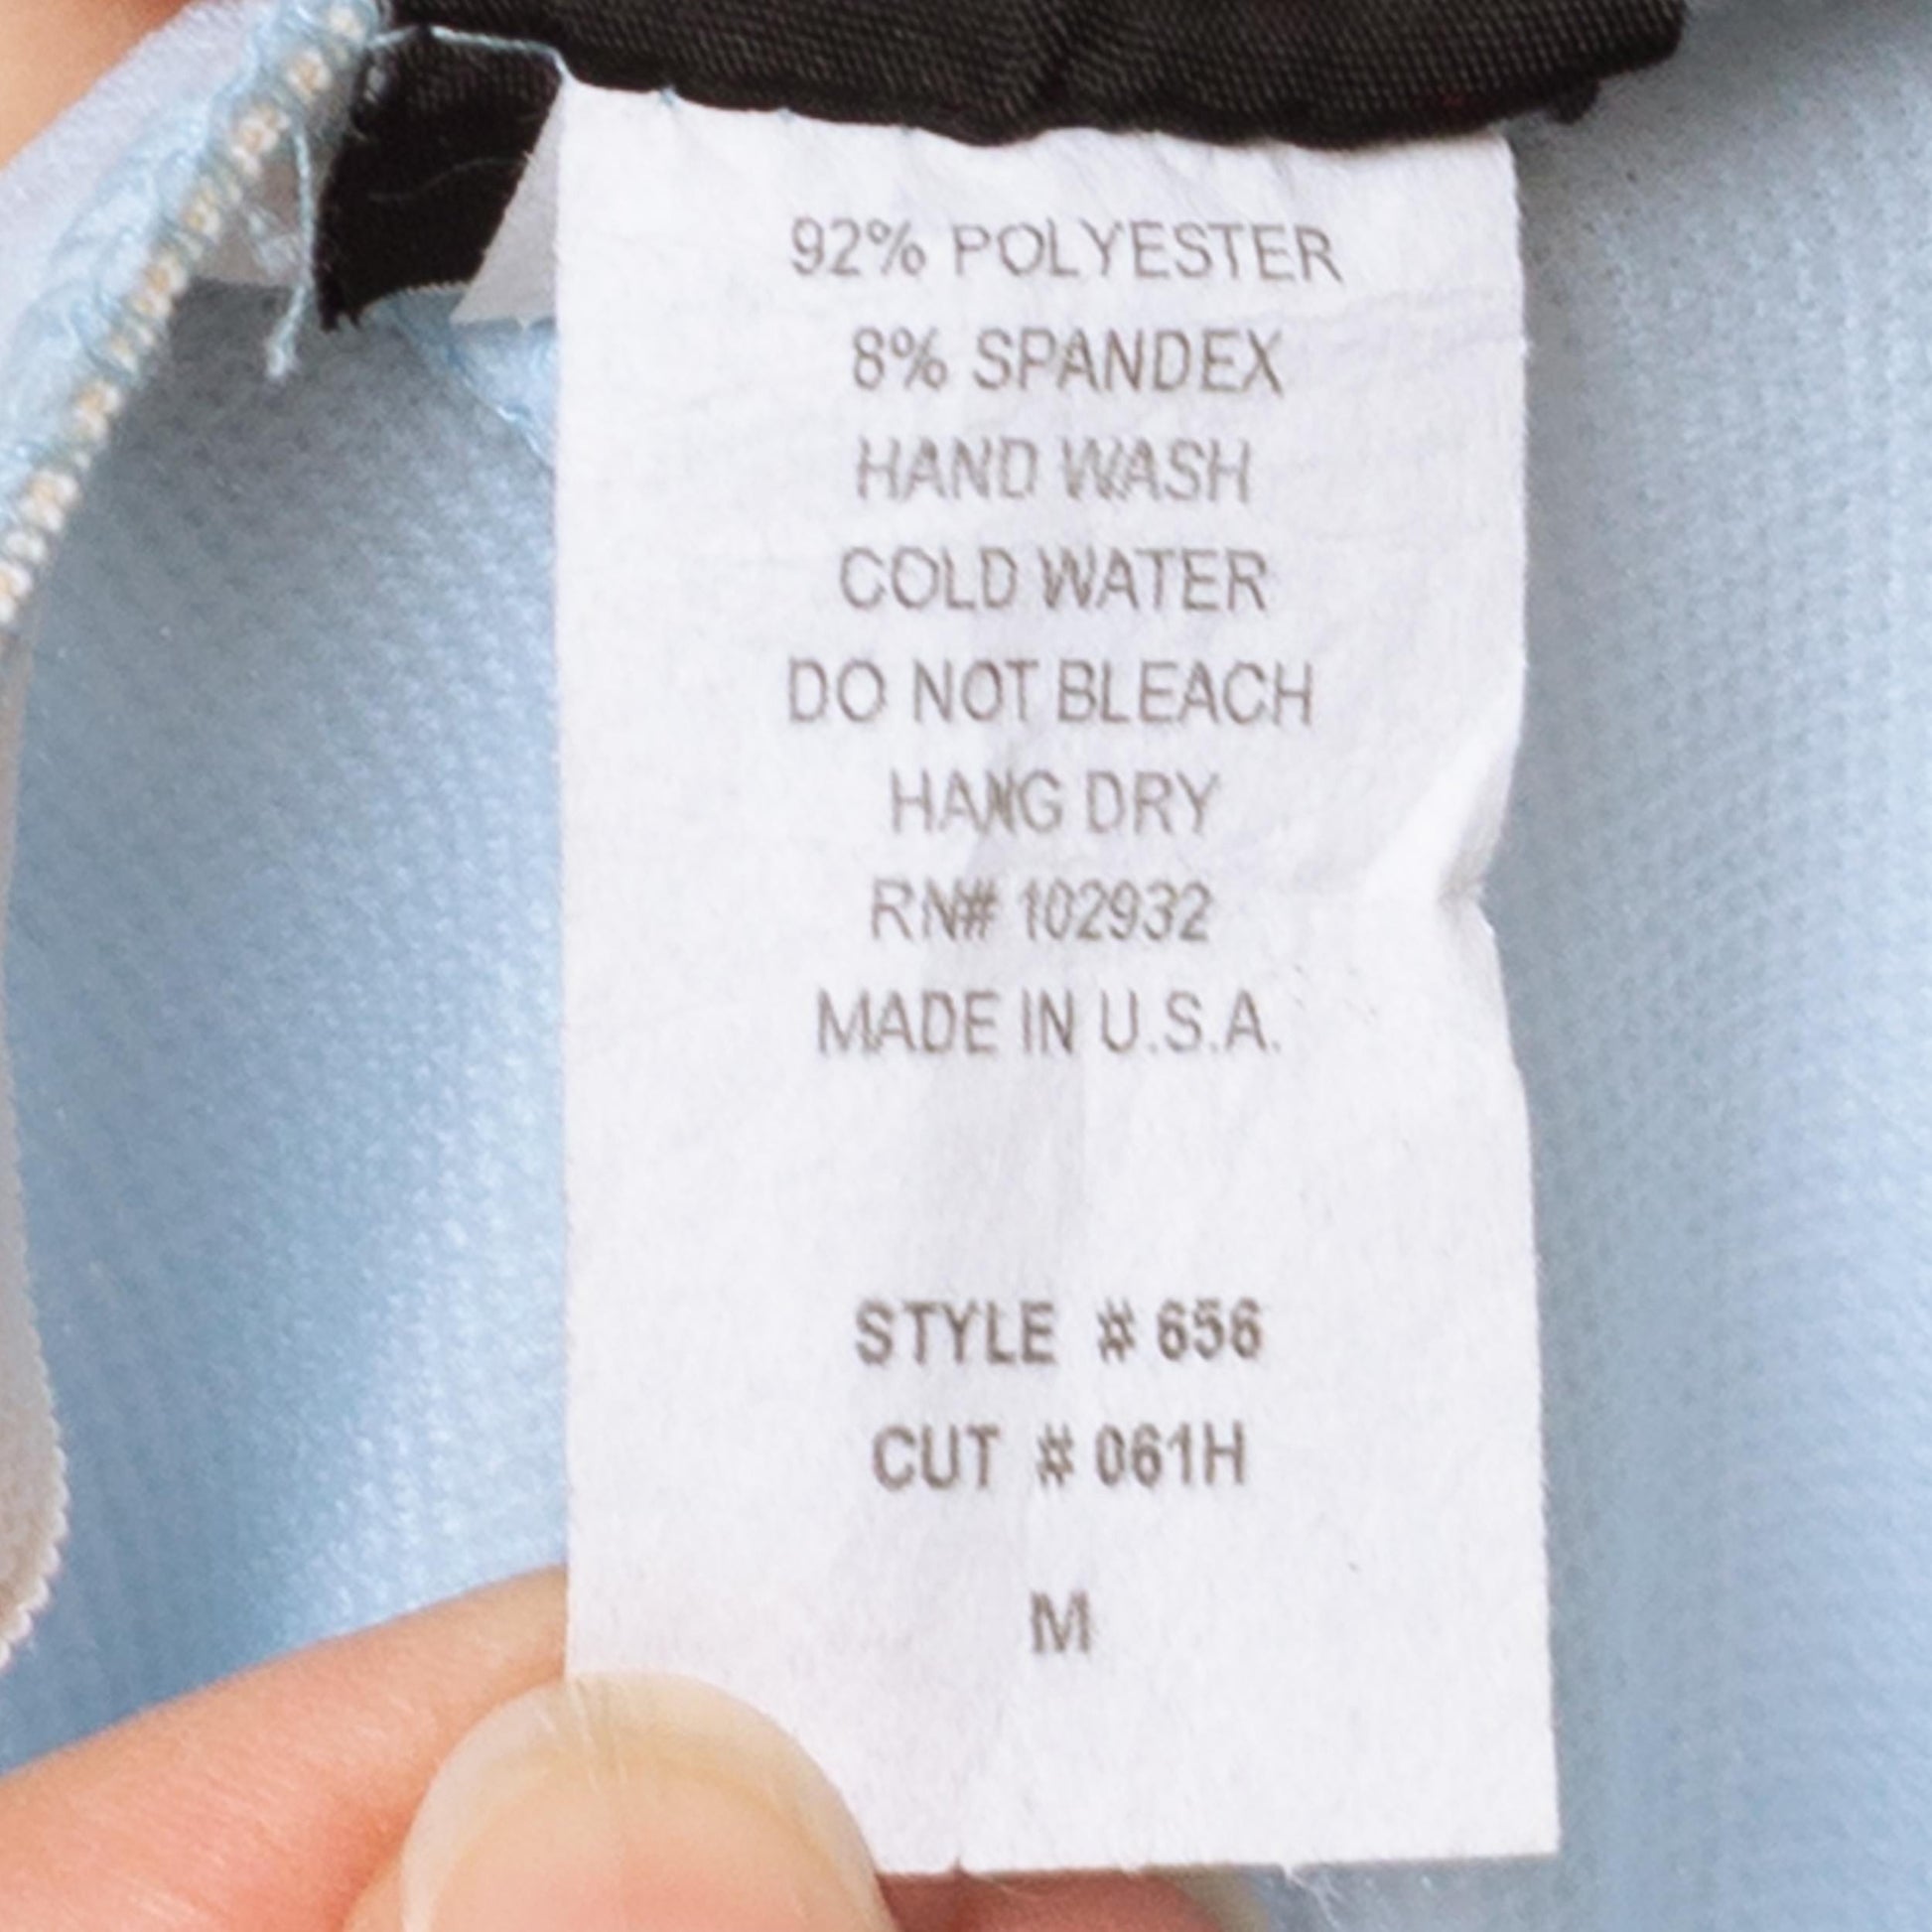 92% POLYESTER
8% SPANDEX
HAND WASH
COLD WATER
DO NOT BLEACH
HANG DRY
RN# 102932
MADE IN U.S.A.
STYLE # 656
CUT # 061H
M